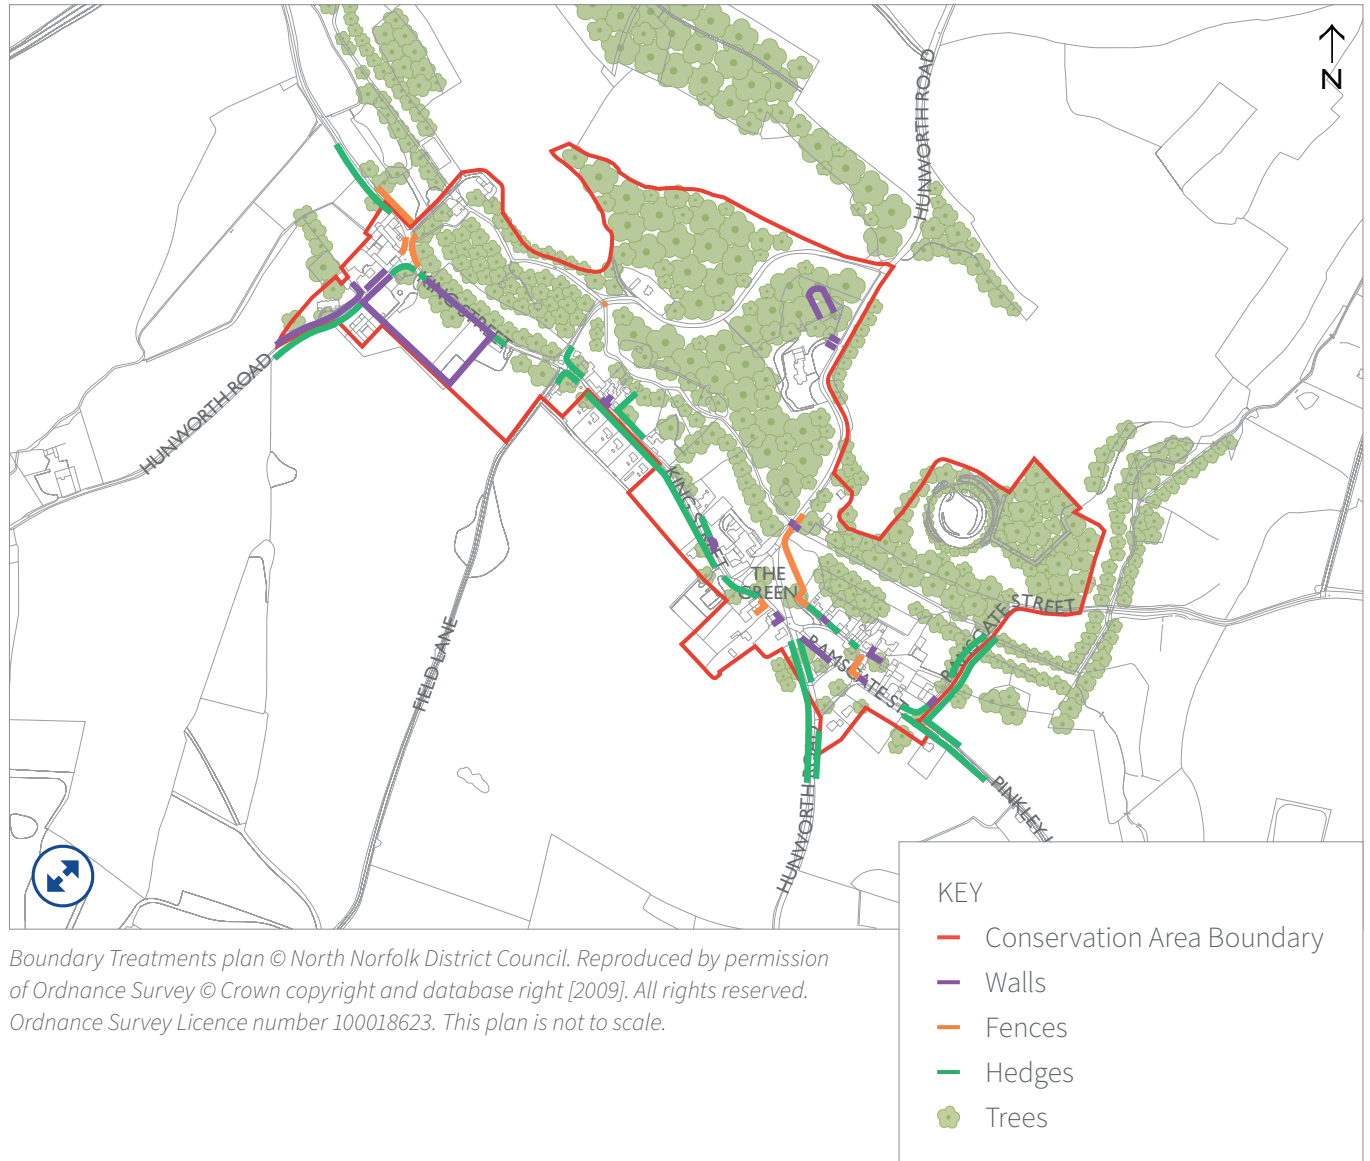 N
HUNWORTH ROAD
KING STREET
HUNWORTH ROAD
KING STREET
THE
GREEN
RAMSGATE STREET
FIELD LANE
RAMSGATE ST
HUNWORTH ROAD
PINKLEY L
KEY
Conservation Area Boundary
Walls
Fences
Hedges
Trees
Boundary Treatments plan © North Norfolk District Council. Reproduced by permission
of Ordnance Survey © Crown copyright and database right [2009]. All rights reserved.
Ordnance Survey Licence number 100018623. This plan is not to scale.